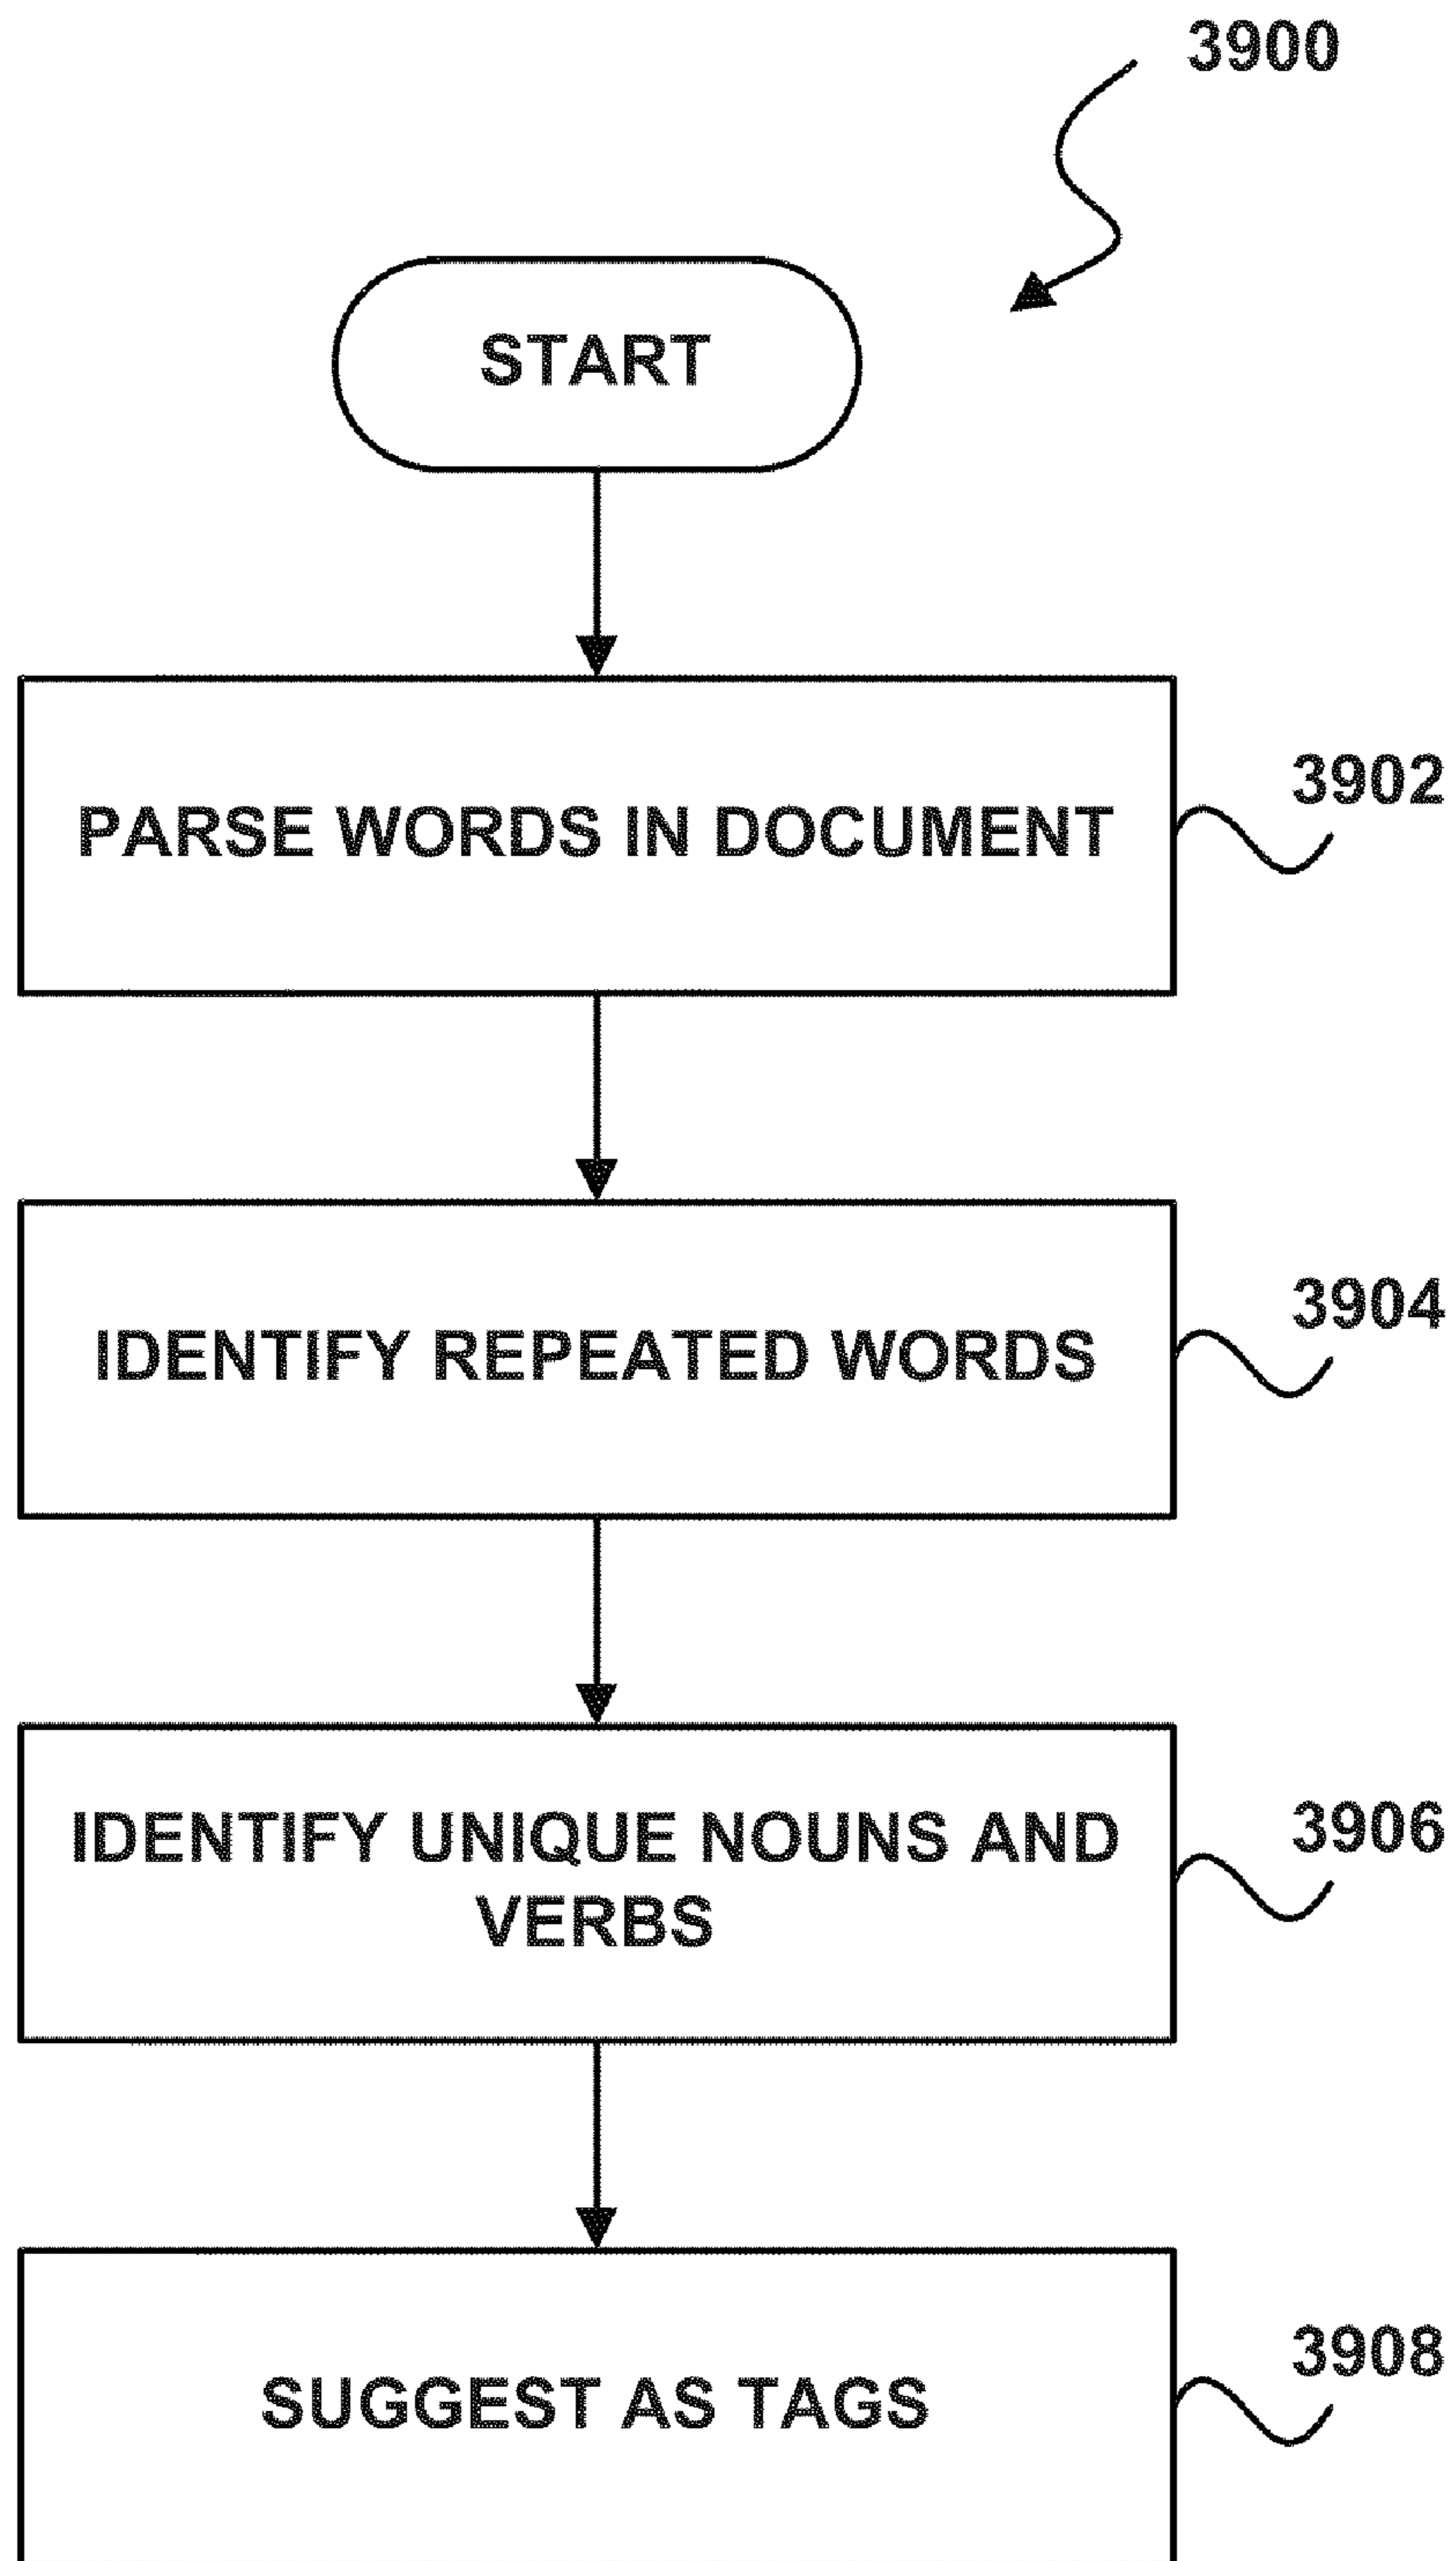 3900
START
3902
PARSE WORDS IN DOCUMENT
3904
IDENTIFY REPEATED WORDS
3906
IDENTIFY UNIQUE NOUNS AND
VERBS
3908
SUGGEST AS TAGS